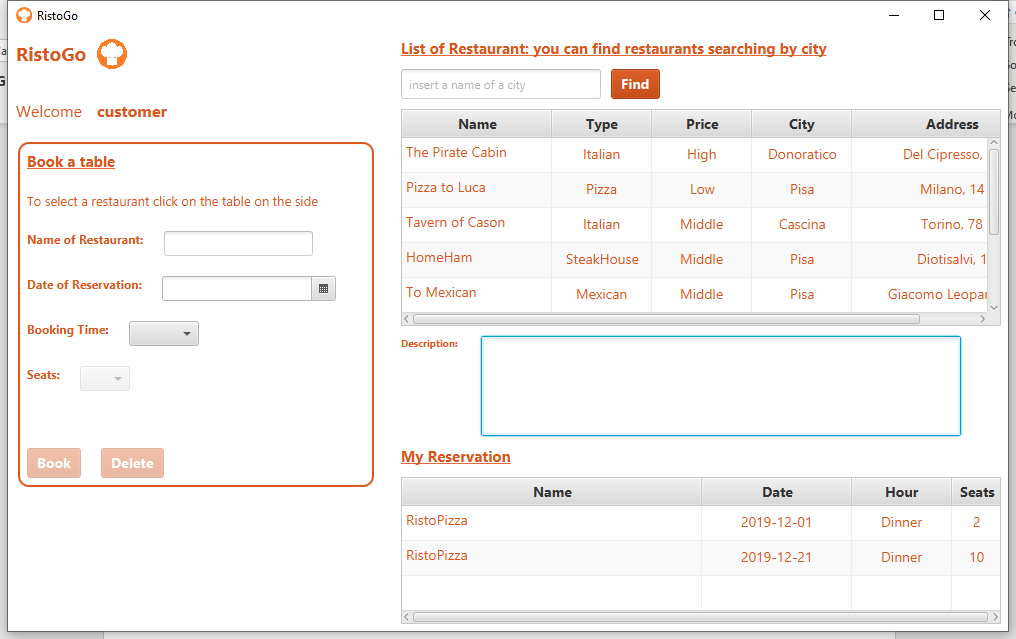 RistoGo
RistoGo
Welcome customer
Book a table
To select a restaurant click on the table on the side
Name of Restaurant:
Date of Reservation:
Booking Time:
Seats:
Book Delete
List of Restaurant: you can find restaurants searching by city
insert a name of a city Find
Name Type Price City Address
The Pirate Cabin Italian High Donoratico Del Cipresso,
Pizza to Luca Pizza Low Pisa Milano, 14
Tavern of Cason Italian Middle Cascina Torino, 78
HomeHam SteakHouse Middle Pisa Diotisalvi, 1
To Mexican Mexican Middle Pisa Giacomo Leopar
Description:
My Reservation
Name Date Hour Seats
RistoPizza 2019-12-01 Dinner 2
RistoPizza 2019-12-21 Dinner 10